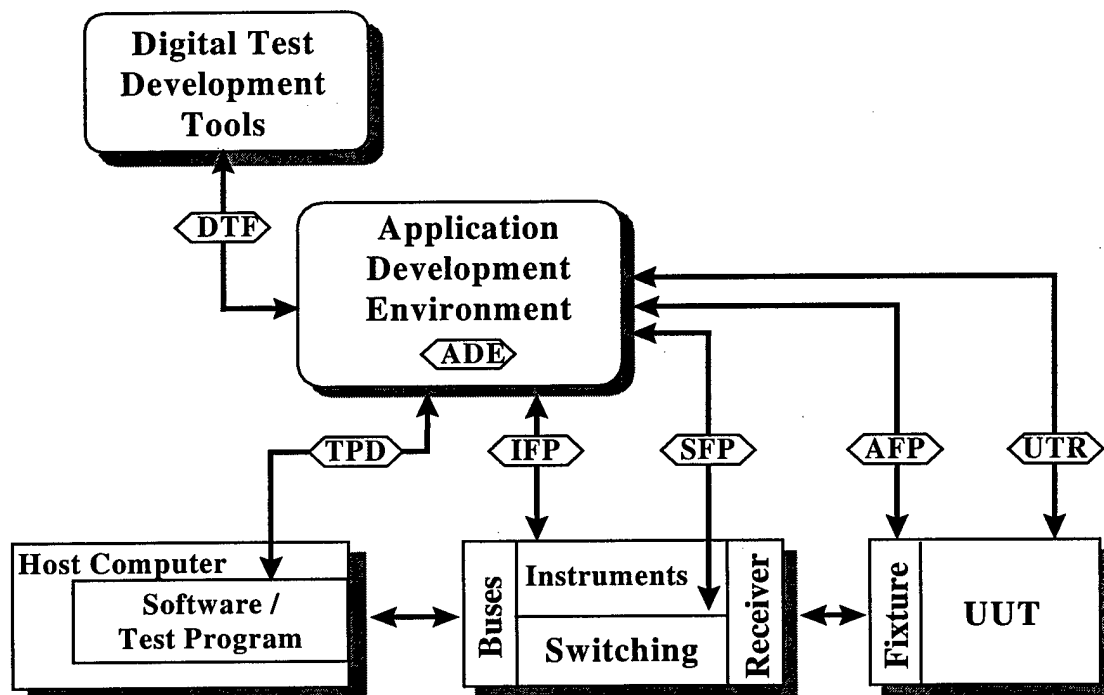 Digital Test
Development
Tools
DTF
Application
Development
Environment
ADE
TPD
IFP
SFP
AFP
UTR
Host Computer
Software /
Test Program
Buses
Instruments
Switching
Receiver
Fixture
UUT